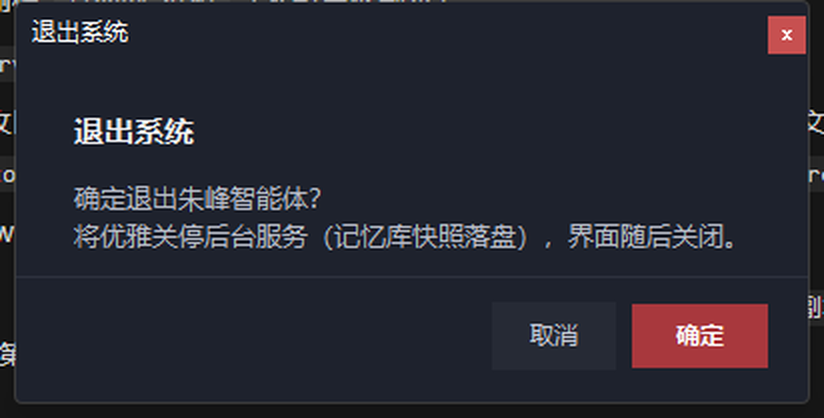 退出系统
x
退出系统
确定退出朱峰智能体?
将优雅关停后台服务（记忆库快照落盘），界面随后关闭。
取消
确定